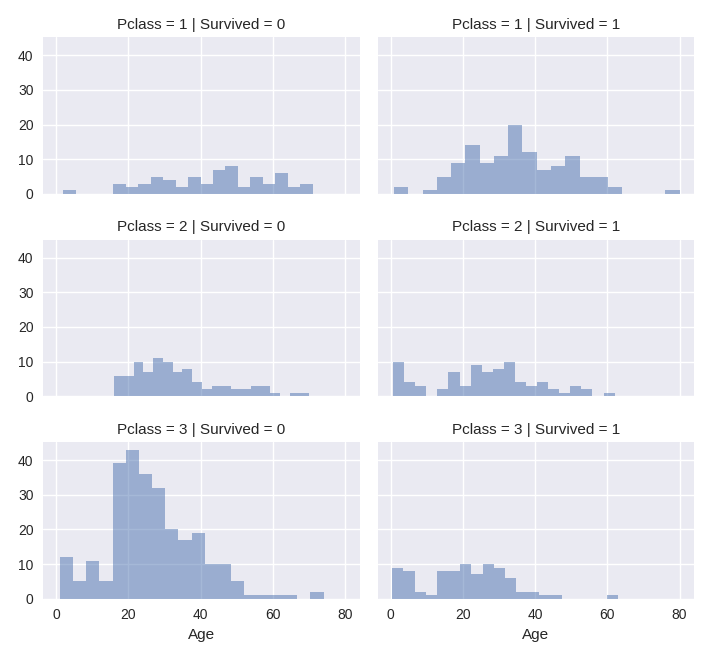 Pclass = 1 | Survived = 0
Pclass = 1 | Survived = 1
40
30
20
10
0
Pclass = 2 | Survived = 0
Pclass = 2 | Survived = 1
40
30
20
10
0
Pclass = 3 | Survived = 0
Pclass = 3 | Survived = 1
40
30
20
10
0
0 20 40 60 80
0 20 40 60 80
Age
Age